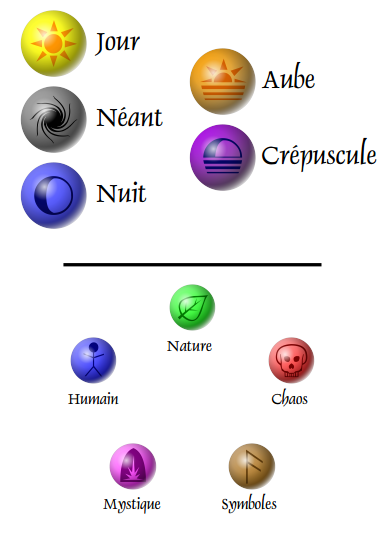 Jour
Aube
Néant
Crépuscule
Nuit
Nature
Humain
Chaos
Mystique
Symboles